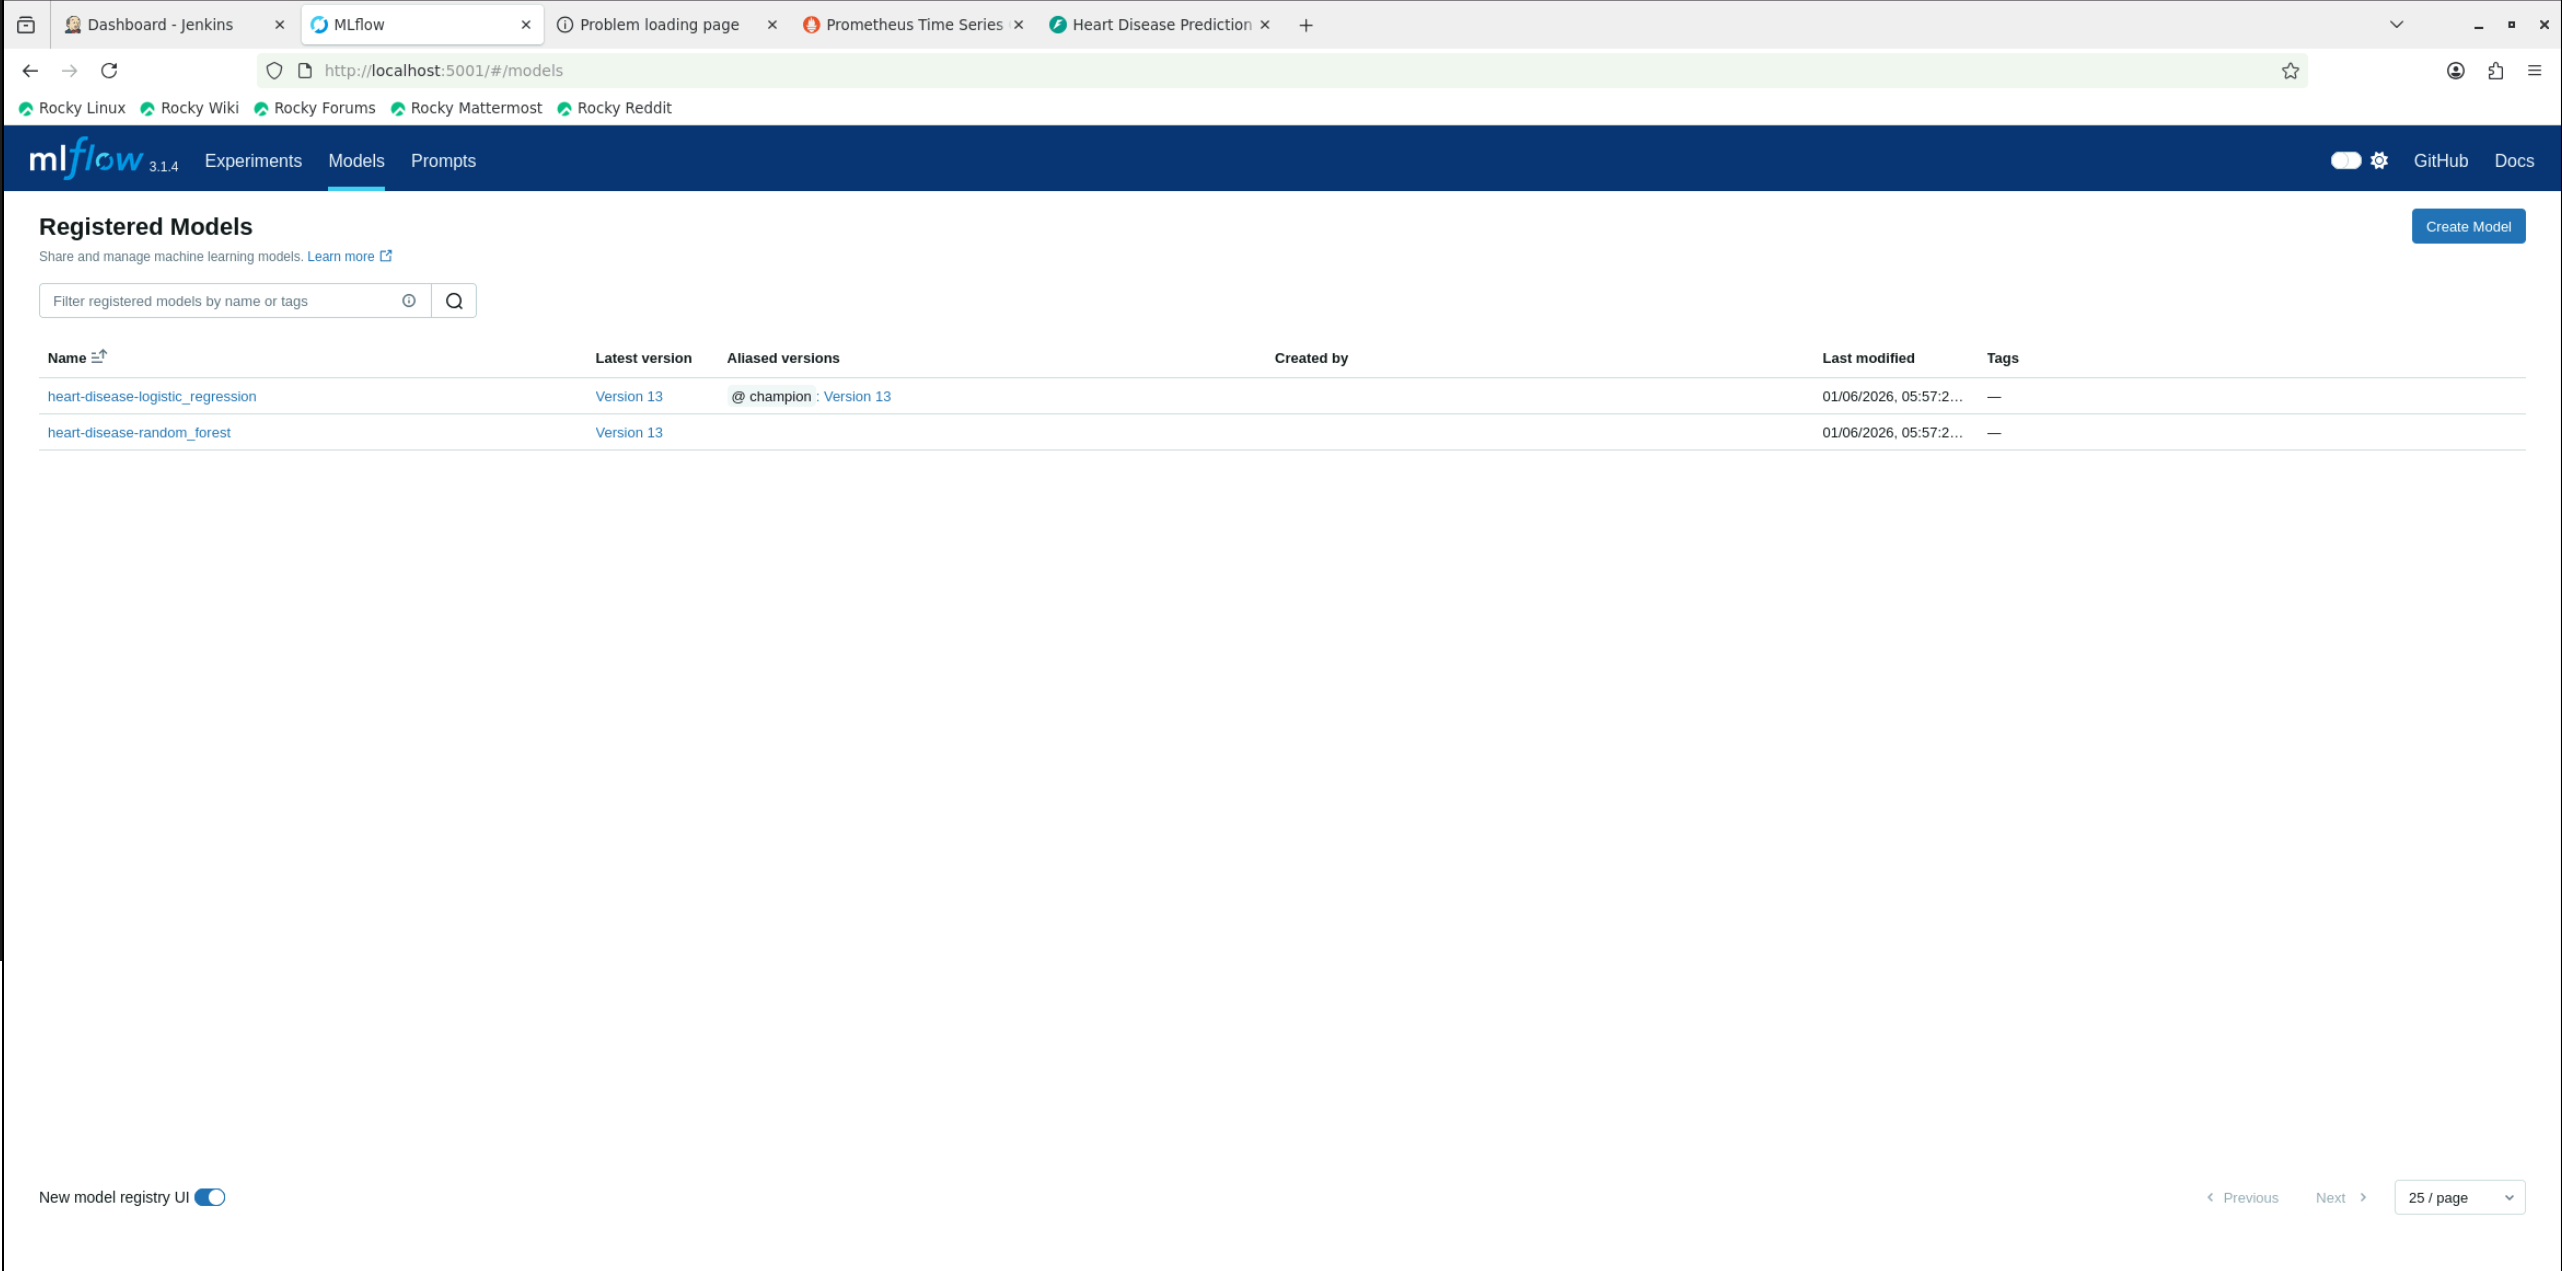 Dashboard - Jenkins MLflow Problem loading page Prometheus Time Series Heart Disease Prediction
http://localhost:5001/#/models
Rocky Linux Rocky Wiki Rocky Forums Rocky Mattermost Rocky Reddit
mlflow 3.1.4 Experiments Models Prompts GitHub Docs
Registered Models Create Model
Share and manage machine learning models. Learn more
Filter registered models by name or tags
Name Latest version Aliased versions Created by Last modified Tags
heart-disease-logistic_regression Version 13 @ champion : Version 13 01/06/2026, 05:57:2… —
heart-disease-random_forest Version 13 01/06/2026, 05:57:2… —
New model registry UI Previous Next 25 / page